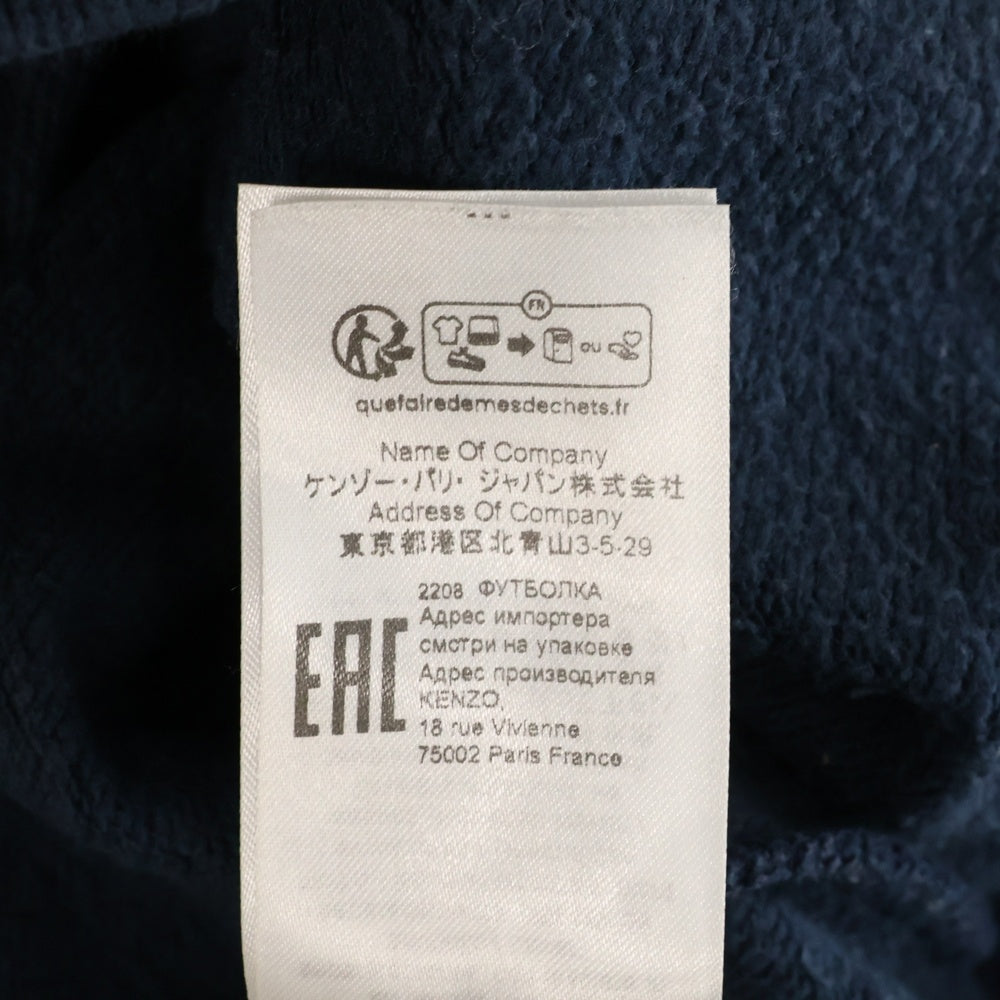 FR
OU
quefairedemesdechets.fr
Name Of Company
ケンゾー・パリ・ジャパン株式会社
Address Of Company
東京都港区北青山3-5-29
2208 ФУТБОЛКА
Адрес импортера
смотри на упаковке
Адрес производителя
EAC
KENZO,
18 rue Vivienne
75002 Paris France